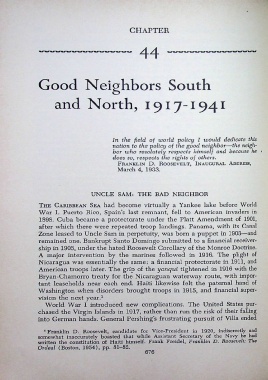 CHAPTER
44
Good Neighbors South
and North, 1917-1941
In the field of world policy I would dedicate this
nation to the policy of the good neighbor—the neigh-
bor who resolutely respects himself and because he
does so, respects the rights of others.
FRANKLIN D. ROOSEVELT, INAUGURAL ADDRESS,
March 4, 1933.
UNCLE SAM: THE BAD NEIGHBOR
THE CARIBBEAN SEA had become virtually a Yankee lake before World
War I. Puerto Rico, Spain's last remnant, fell to American invaders in
1898. Cuba became a protectorate under the Platt Amendment of 1901,
after which there were repeated troop landings. Panama, with its Canal
Zone leased to Uncle Sam in perpetuity, was been a puppet in 1903—and
remained one. Bankrupt Santo Domingo submitted to a financial receiver-
ship in 1905, under the hated Roosevelt Corollary of the Monroe Doctrine.
A major intervention by the marines followed in 1916. The plight of
Nicaragua was essentially the same: a financial protectorate in 1911, and
American troops later. The grip of the yanqui tightened in 1916 with the
Bryan-Chamorro treaty for the Nicaraguan waterway route, with impor-
tant leaseholds near each end. Haiti likewise felt the paternal hand of
Washington when disorders brought troops in 1915, and financial super-
vision the next year.¹
World War I introduced new complications. The United States pur-
chased the Virgin Islands in 1917, rather than run the risk of their falling
into German hands. General Pershing's frustrating pursuit of Villa ended
¹ Franklin D. Roosevelt, candidate for Vice-President in 1920, and
somewhat inaccurately boasted that while Assistant Secretary of the Navy he had
written the constitution of Haiti himself. Frank Freidel, Franklin D. Roosevelt: The
Ordeal (Boston, 1954), pp. 81-82.
676